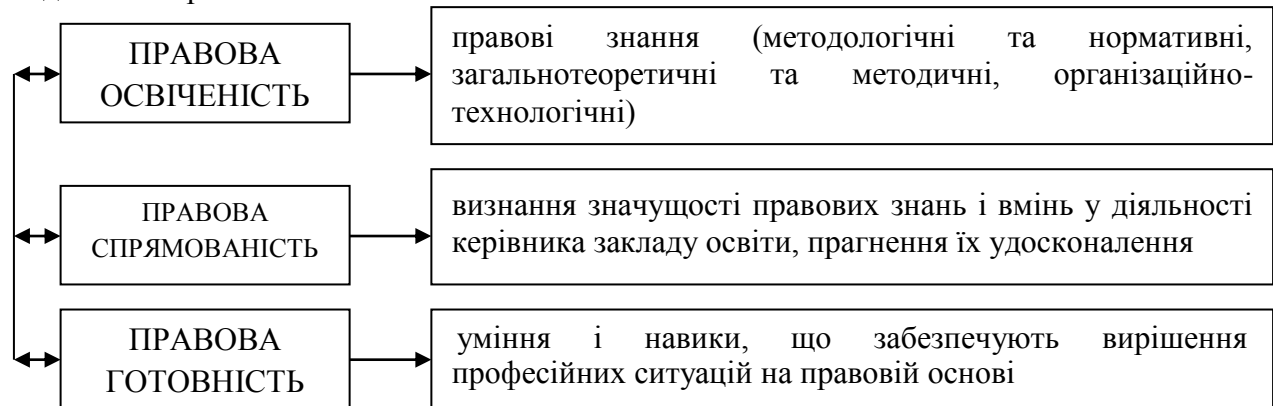 ПРАВОВА
ОСВІЧЕНІСТЬ
правові знання (методологічні та нормативні,
загальнотеоретичні та методичні, організаційно-
технологічні)
ПРАВОВА
СПРЯМОВАНІСТЬ
визнання значущості правових знань і вмінь у діяльності
керівника закладу освіти, прагнення їх удосконалення
ПРАВОВА
ГОТОВНІСТЬ
уміння і навики, що забезпечують вирішення
професійних ситуацій на правовій основі